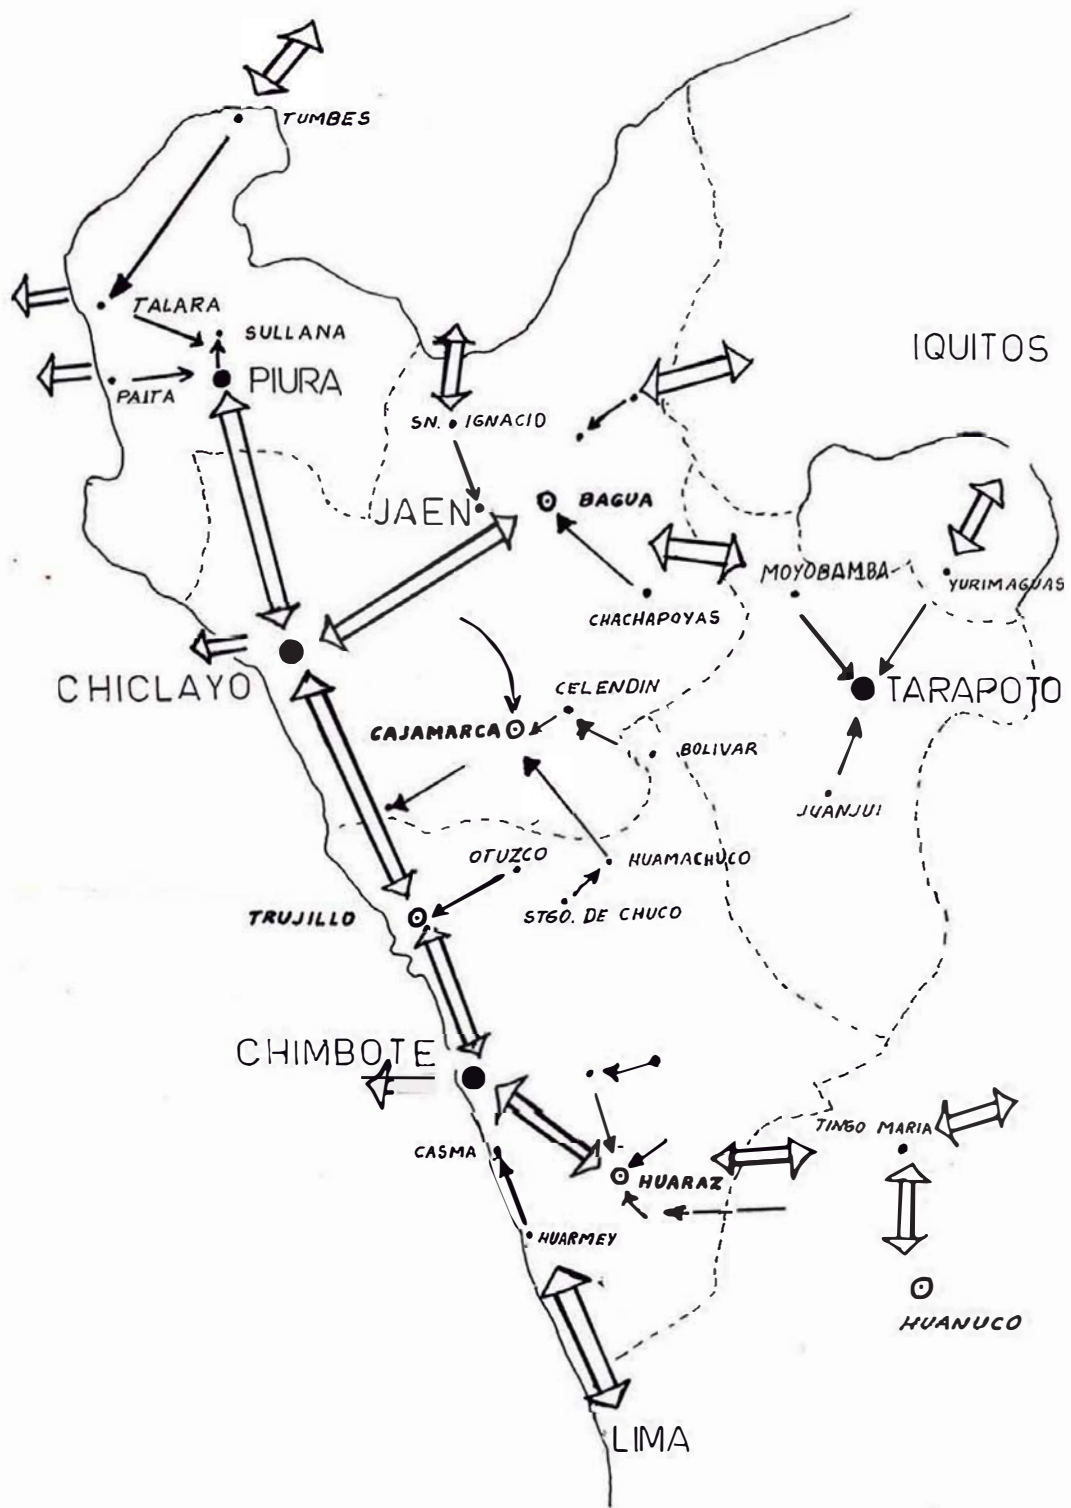 TUMBES
TALARA
SULLANA
PIURA
PAITA
IQUITOS
SN. IGNACIO
JAEN
BAGUA
MOYOBAMBA
YURIMAGUAS
CHACHAPOYAS
CHICLAYO
CELENDIN
TARAPOTO
CAJAMARCA
BOLIVAR
JUANJUI
OTUZCO
HUAMACHUCO
STGO. DE CHUCO
TRUJILLO
CHIMBOTE
TINGO MARIA
CASMA
HUARAZ
HUARMEY
HUANUCO
LIMA